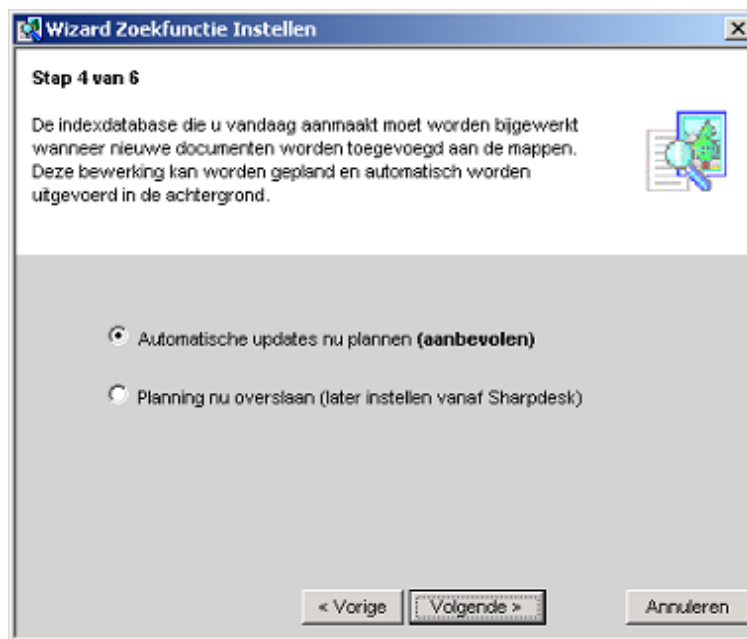 Wizard Zoekfunctie Instellen
Stap 4 van 6
De indexdatabase die u vandaag aanmaakt moet worden bijgewerkt
wanneer nieuwe documenten worden toegevoegd aan de mappen.
Deze bewerking kan worden gepland en automatisch worden
uitgevoerd in de achtergrond.
Automatische updates nu plannen (aanbevolen)
Planning nu overslaan (later instellen vanaf Sharpdesk)
« Vorige
Volgende »
Annuleren